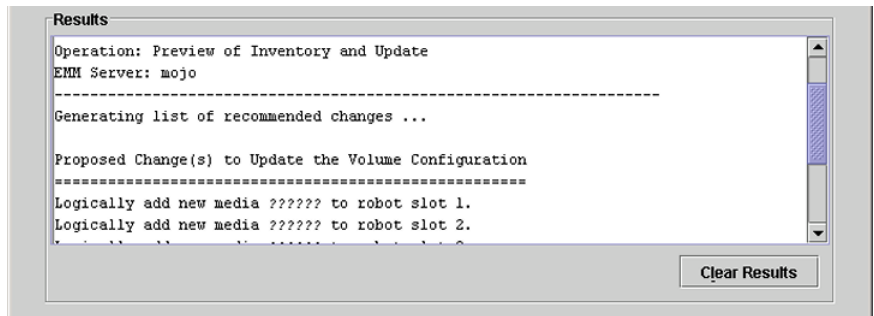 Results
Operation: Preview of Inventory and Update
EMM Server: mojo
--------------------------------------------------------------------
Generating list of recommended changes ...
Proposed Change(s) to Update the Volume Configuration
=====================================================
Logically add new media ?????? to robot slot 1.
Logically add new media ?????? to robot slot 2.
Clear Results